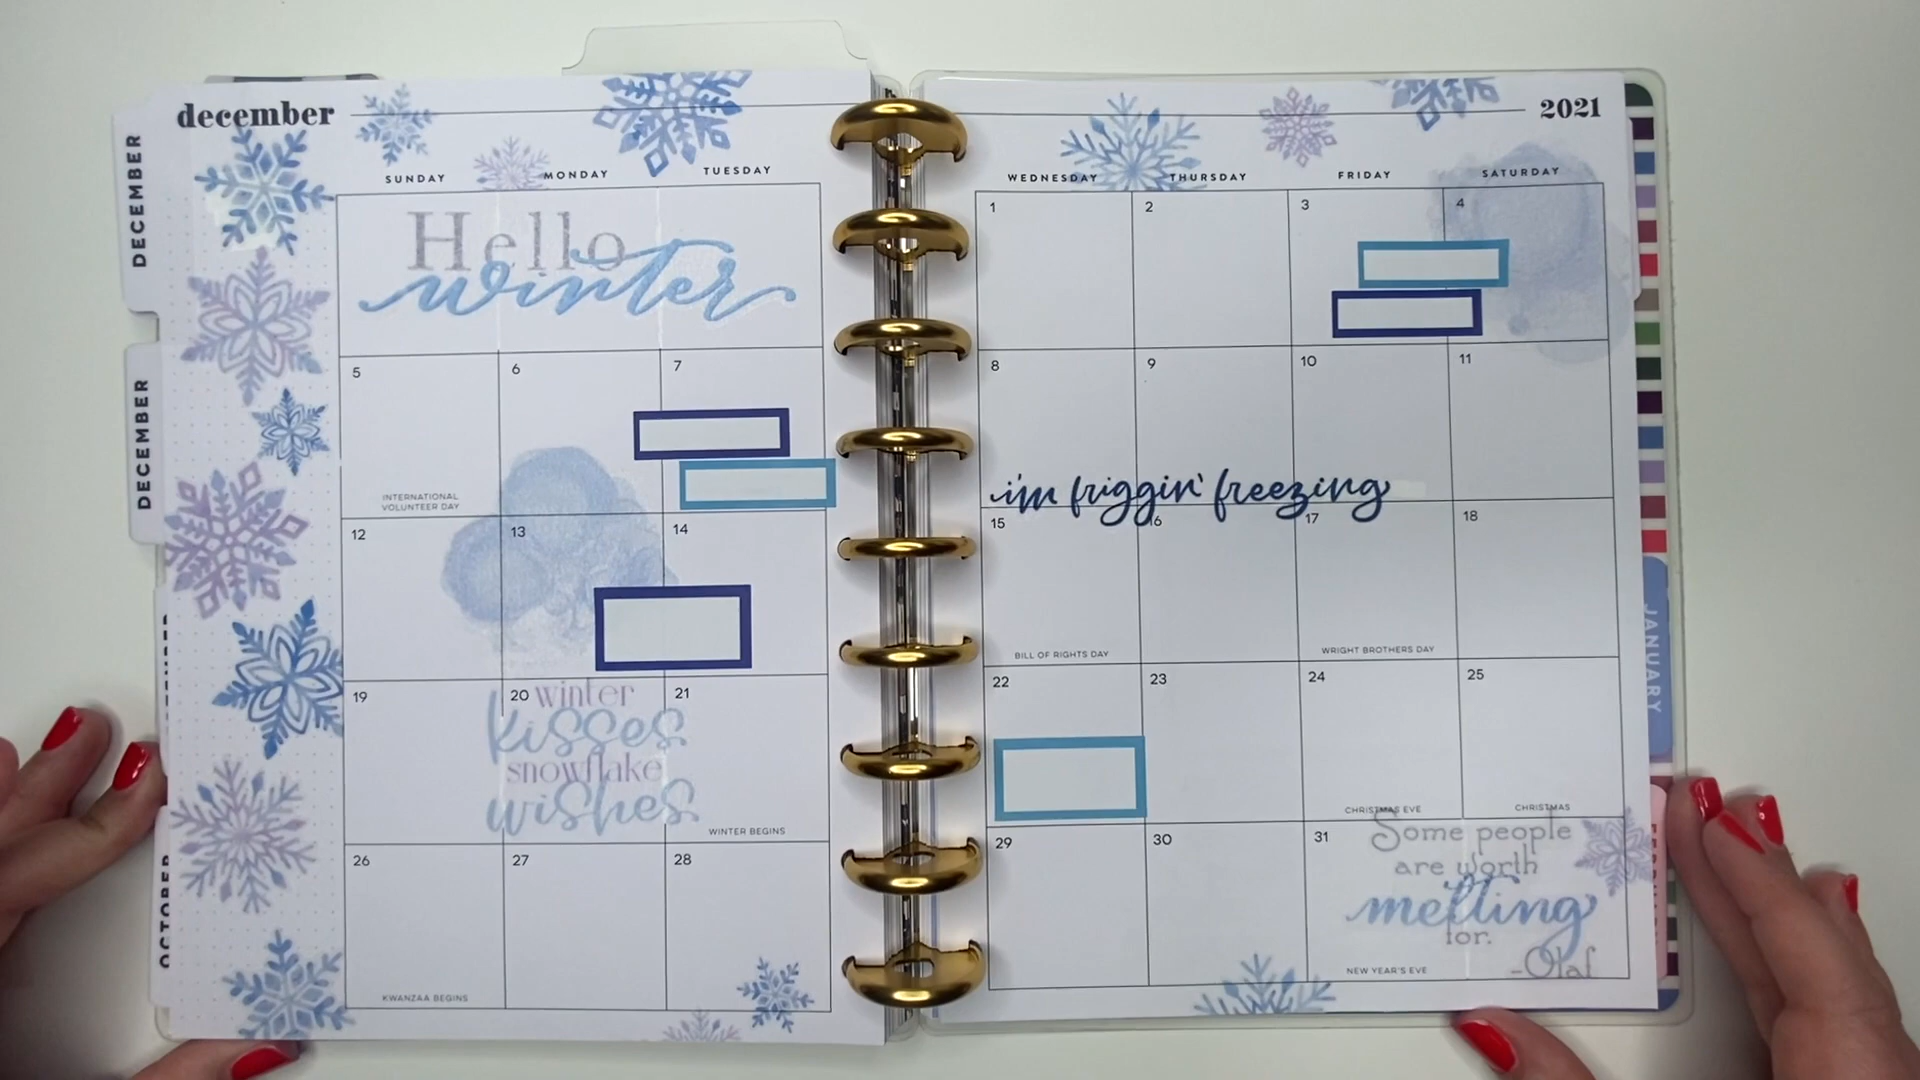 december
2021
DECEMBER
DECEMBER
OCTOBER
JANUARY
SUNDAY MONDAY TUESDAY
WEDNESDAY THURSDAY FRIDAY SATURDAY
Hello
winter
1 2 3 4
5 6 7
INTERNATIONAL
VOLUNTEER DAY
8 9 10 11
i'm friggin' freezing
12 13 14
15 16 17 18
BILL OF RIGHTS DAY
WRIGHT BROTHERS DAY
19 20 21
winter
kisses
snowflake
wishes
WINTER BEGINS
22 23 24 25
CHRISTMAS EVE
CHRISTMAS
26 27 28
KWANZAA BEGINS
29 30 31
Some people
are worth
melting
for.
-Olaf
NEW YEAR'S EVE